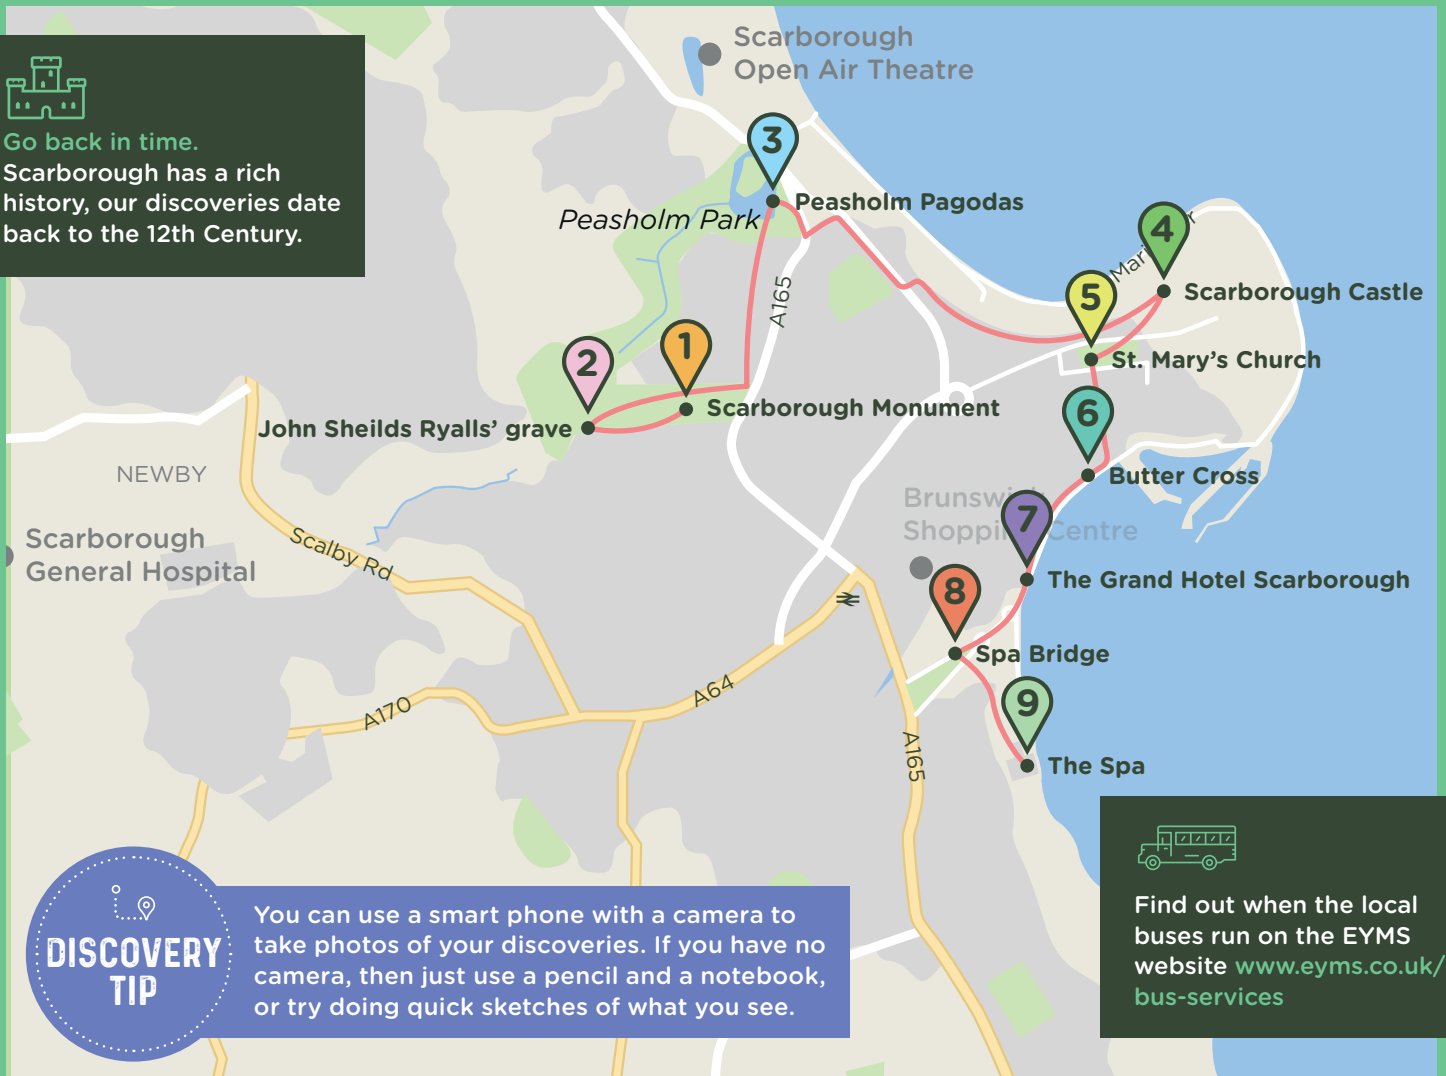 Go back in time.
Scarborough has a rich
history, our discoveries date
back to the 12th Century.
Scarborough
Open Air Theatre
3
Peasholm Pagodas
Peasholm Park
4
Scarborough Castle
5
St. Mary's Church
A165
1
Scarborough Monument
2
John Sheilds Ryalls' grave
6
Butter Cross
NEWBY
Scarborough
General Hospital
Scalby Rd
7
Centre
The Grand Hotel Scarborough
8
Spa Bridge
9
The Spa
A170
A64
A165
DISCOVERY
TIP
You can use a smart phone with a camera to
take photos of your discoveries. If you have no
camera, then just use a pencil and a notebook,
or try doing quick sketches of what you see.
Find out when the local
buses run on the EYMS
website www.eyms.co.uk/
bus-services